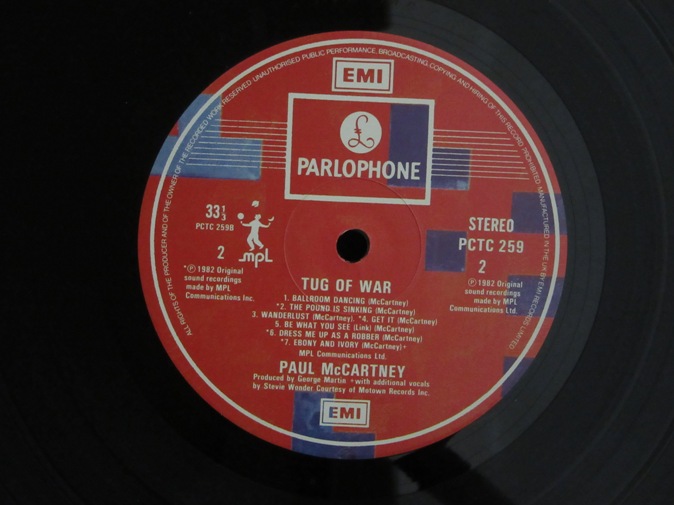 ALL RIGHTS OF THE PRODUCER AND OF THE OWNER OF THE RECORDED WORK RESERVED. UNAUTHORISED PUBLIC PERFORMANCE, BROADCASTING, COPYING AND HIRING OF THIS RECORD PROHIBITED. MANUFACTURED IN THE UK BY EMI RECORDS LIMITED
EMI
£
PARLOPHONE
33 1/3
PCTC 259B
2
mpL
STEREO
PCTC 259
2
*℗ 1982 Original
sound recordings
made by MPL
Communications Inc.
℗ 1982 Original
sound recordings
made by MPL
Communications Ltd.
TUG OF WAR
1. BALLROOM DANCING (McCartney)
*2. THE POUND IS SINKING (McCartney)
3. WANDERLUST (McCartney). *4. GET IT (McCartney)
5. BE WHAT YOU SEE (Link) (McCartney)
*6. DRESS ME UP AS A ROBBER (McCartney)
*7. EBONY AND IVORY (McCartney)+
MPL Communications Ltd.
PAUL McCARTNEY
Produced by George Martin +with additional vocals
by Stevie Wonder Courtesy of Motown Records Inc.
EMI